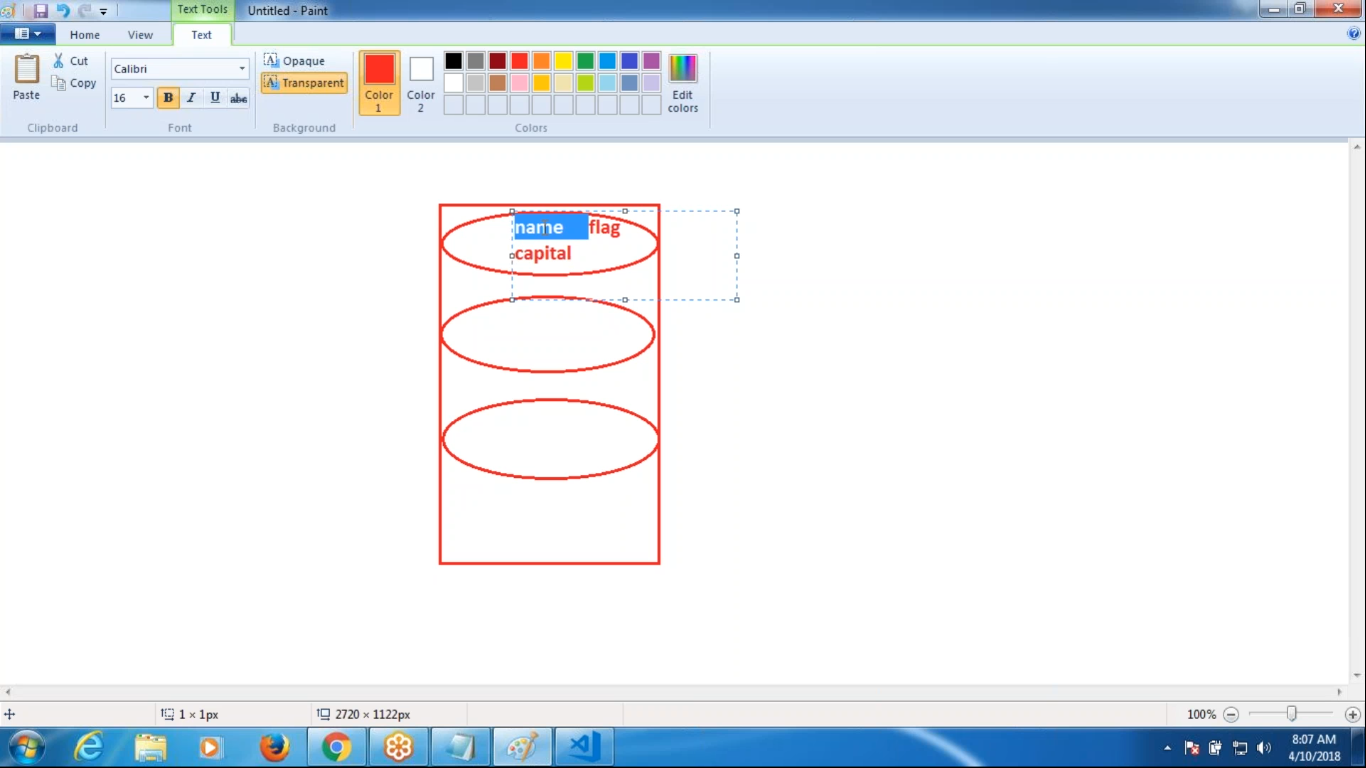 Text Tools
Untitled - Paint
Home
View
Text
Paste
Cut
Copy
Clipboard
Calibri
16
B I U abc
Font
Opaque
Transparent
Background
Color
1
Color
2
Edit
colors
Colors
name flag
capital
1 × 1px
2720 × 1122px
100%
8:07 AM
4/10/2018